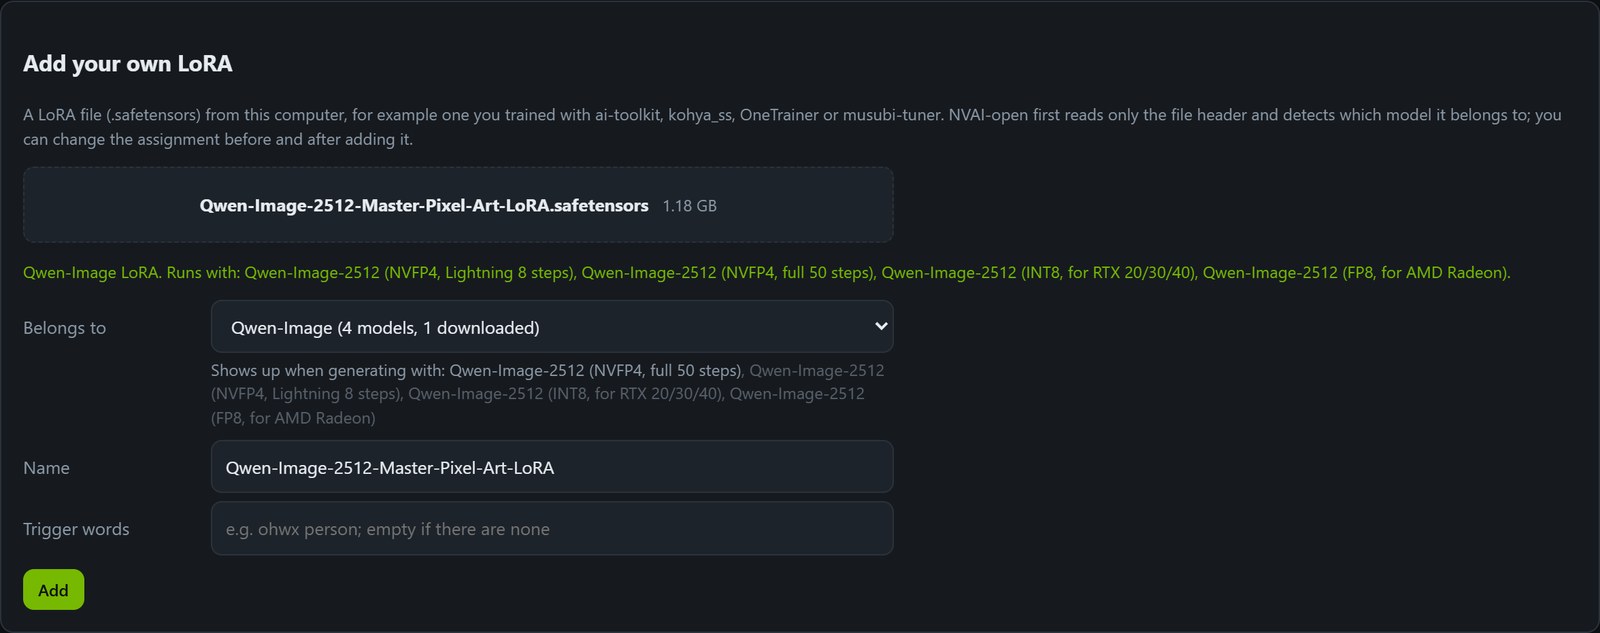 Add your own LoRA
A LoRA file (.safetensors) from this computer, for example one you trained with ai-toolkit, kohya_ss, OneTrainer or musubi-tuner. NVAI-open first reads only the file header and detects which model it belongs to; you
can change the assignment before and after adding it.
Qwen-Image-2512-Master-Pixel-Art-LoRA.safetensors 1.18 GB
Qwen-Image LoRA. Runs with: Qwen-Image-2512 (NVFP4, Lightning 8 steps), Qwen-Image-2512 (NVFP4, full 50 steps), Qwen-Image-2512 (INT8, for RTX 20/30/40), Qwen-Image-2512 (FP8, for AMD Radeon).
Belongs to Qwen-Image (4 models, 1 downloaded)
Shows up when generating with: Qwen-Image-2512 (NVFP4, full 50 steps), Qwen-Image-2512
(NVFP4, Lightning 8 steps), Qwen-Image-2512 (INT8, for RTX 20/30/40), Qwen-Image-2512
(FP8, for AMD Radeon)
Name Qwen-Image-2512-Master-Pixel-Art-LoRA
Trigger words e.g. ohwx person; empty if there are none
Add